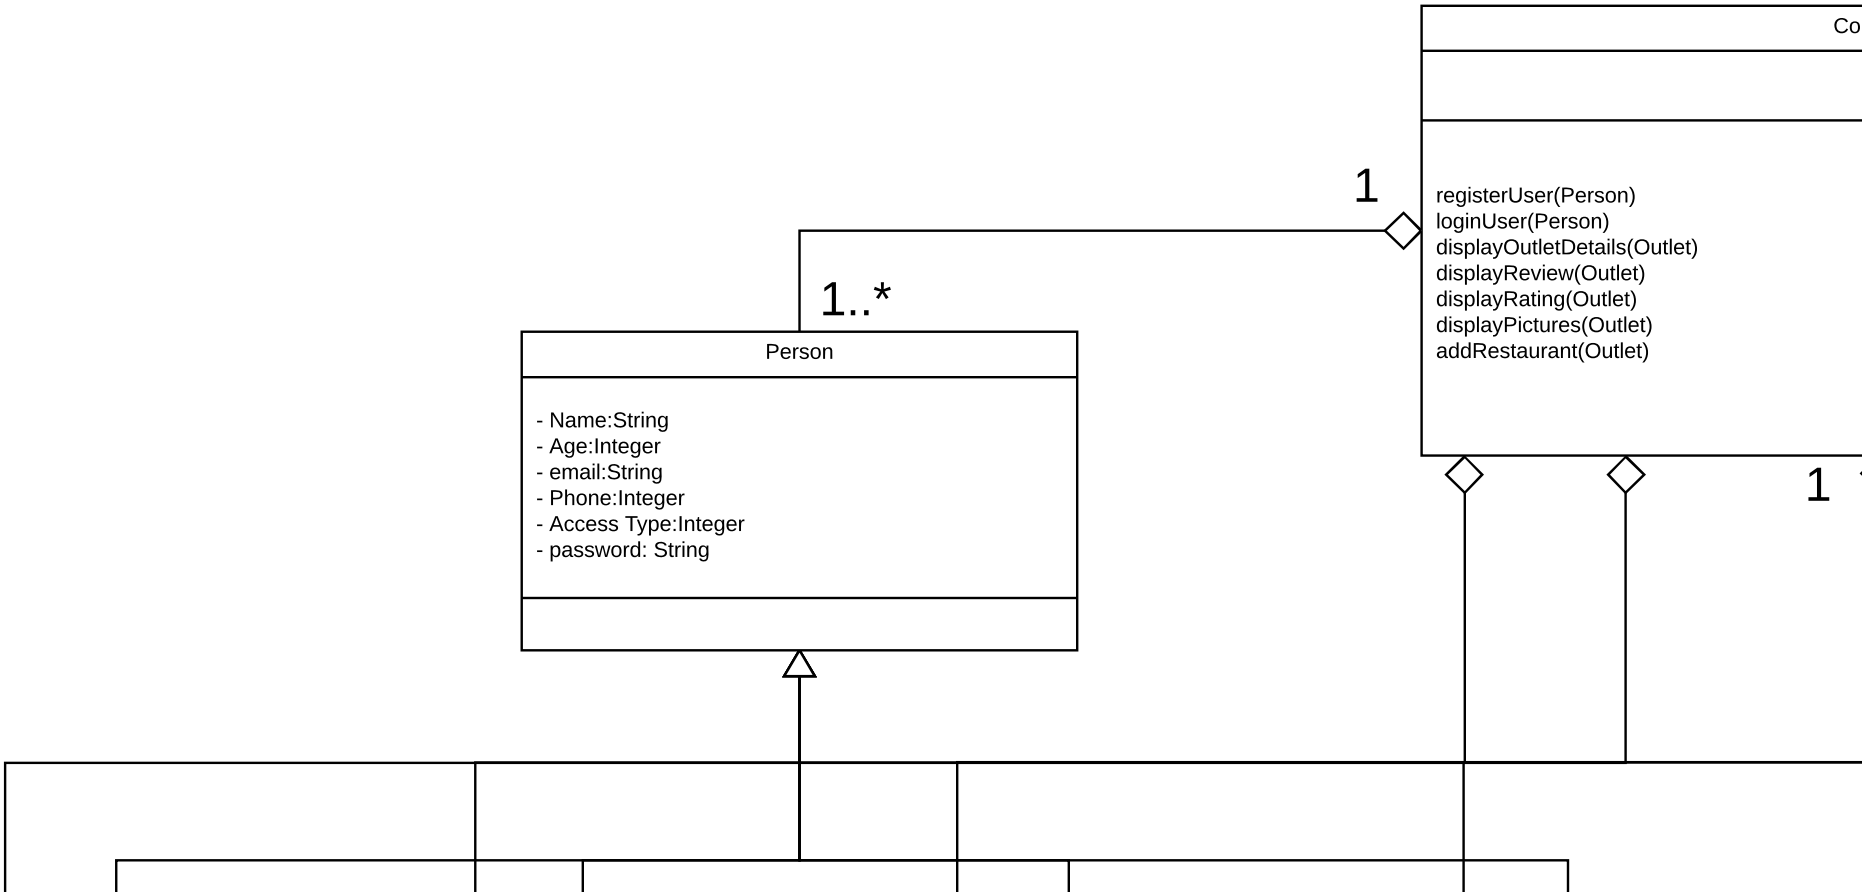 Co
1
registerUser(Person)
loginUser(Person)
displayOutletDetails(Outlet)
displayReview(Outlet)
displayRating(Outlet)
displayPictures(Outlet)
addRestaurant(Outlet)
1..*
Person
- Name:String
- Age:Integer
- email:String
- Phone:Integer
- Access Type:Integer
- password: String
1